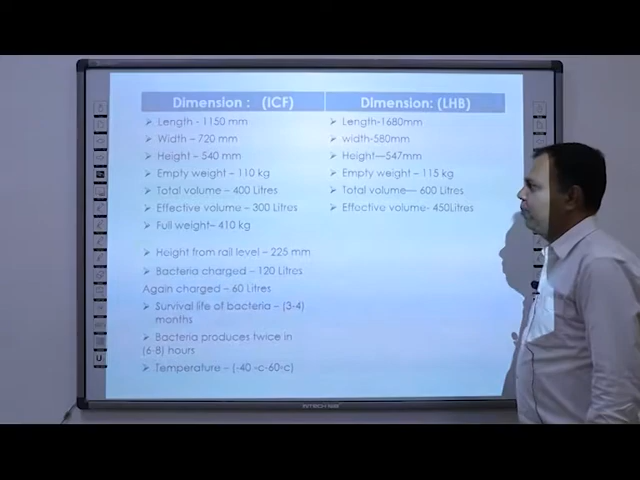 Dimension : (ICF)
➢ Length - 1150 mm
➢ Width – 720 mm
➢ Height – 540 mm
➢ Empty weight – 110 kg
➢ Total volume – 400 Litres
➢ Effective volume – 300 Litres
➢ Full weight– 410 kg
➢ Height from rail level – 225 mm
➢ Bacteria charged – 120 Litres
Again charged – 60 Litres
➢ Survival life of bacteria – (3-4)
months
➢ Bacteria produces twice in
(6-8) hours
➢ Temperature – (-40 -c-60-c)
Dimension: (LHB)
➢ Length-1680mm
➢ width-580mm
➢ Height—547mm
➢ Empty weight – 115 kg
➢ Total volume— 600 Litres
➢ Effective volume- 450Litres